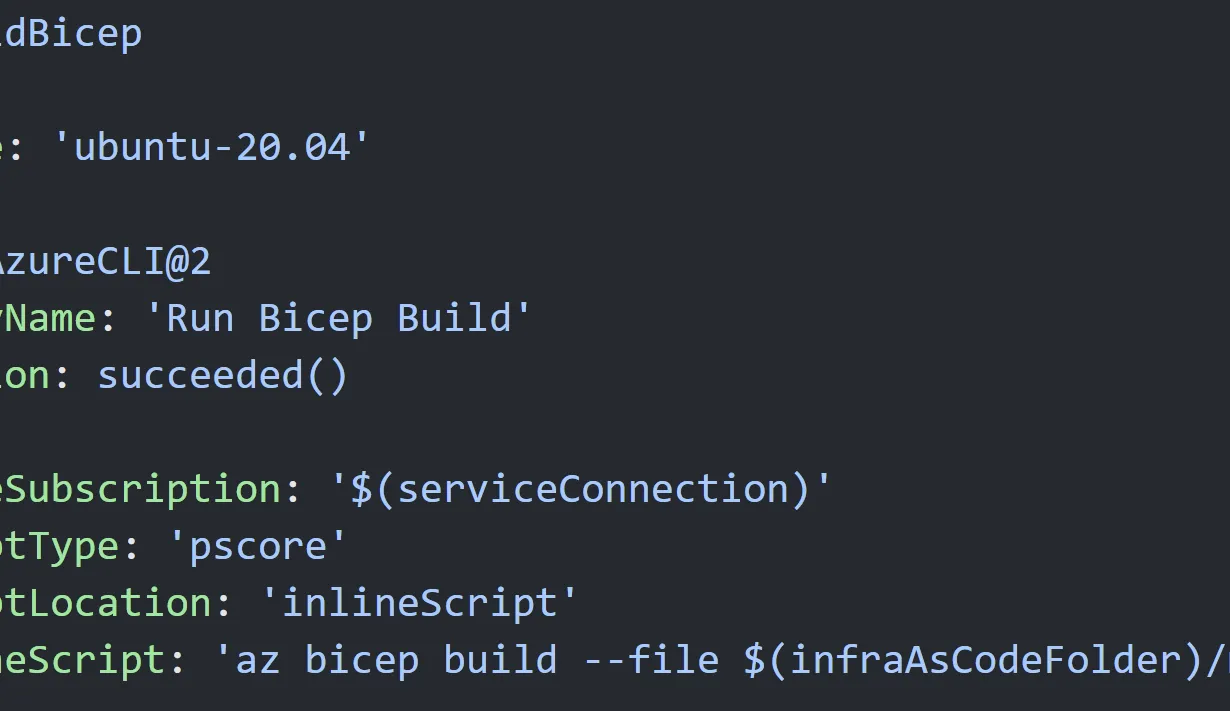 ldBicep
e: 'ubuntu-20.04'
AzureCLI@2
yName: 'Run Bicep Build'
ion: succeeded()
eSubscription: '$(serviceConnection)'
ptType: 'pscore'
ptLocation: 'inlineScript'
neScript: 'az bicep build --file $(infraAsCodeFolder)/